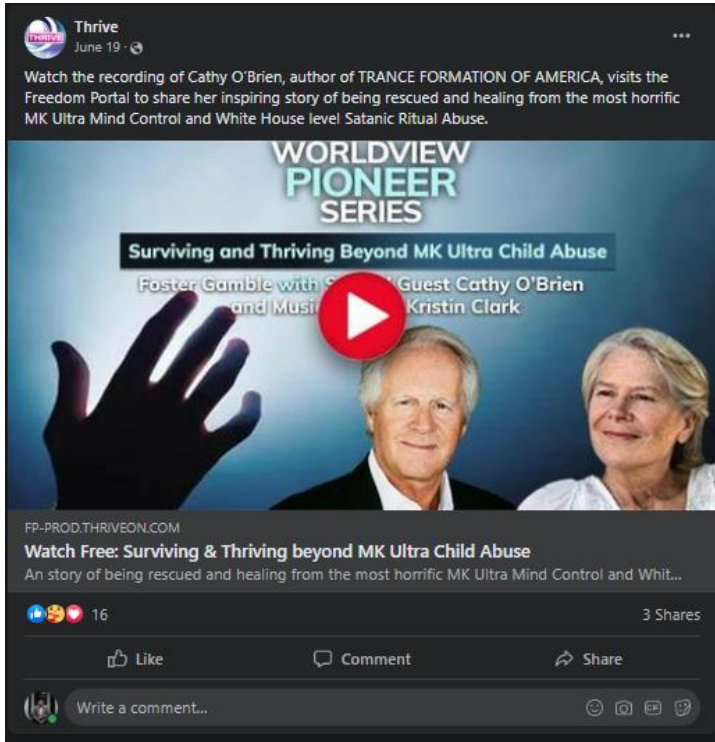 THRIVE
Thrive
June 19 ·
Watch the recording of Cathy O'Brien, author of TRANCE FORMATION OF AMERICA, visits the
Freedom Portal to share her inspiring story of being rescued and healing from the most horrific
MK Ultra Mind Control and White House level Satanic Ritual Abuse.
WORLDVIEW
PIONEER
SERIES
Surviving and Thriving Beyond MK Ultra Child Abuse
Foster Gamble with Guest Cathy O'Brien
and Kristin Clark
FP-PROD.THRIVEON.COM
Watch Free: Surviving & Thriving beyond MK Ultra Child Abuse
An story of being rescued and healing from the most horrific MK Ultra Mind Control and Whit...
16
3 Shares
Like
Comment
Share
Write a comment...
GIF